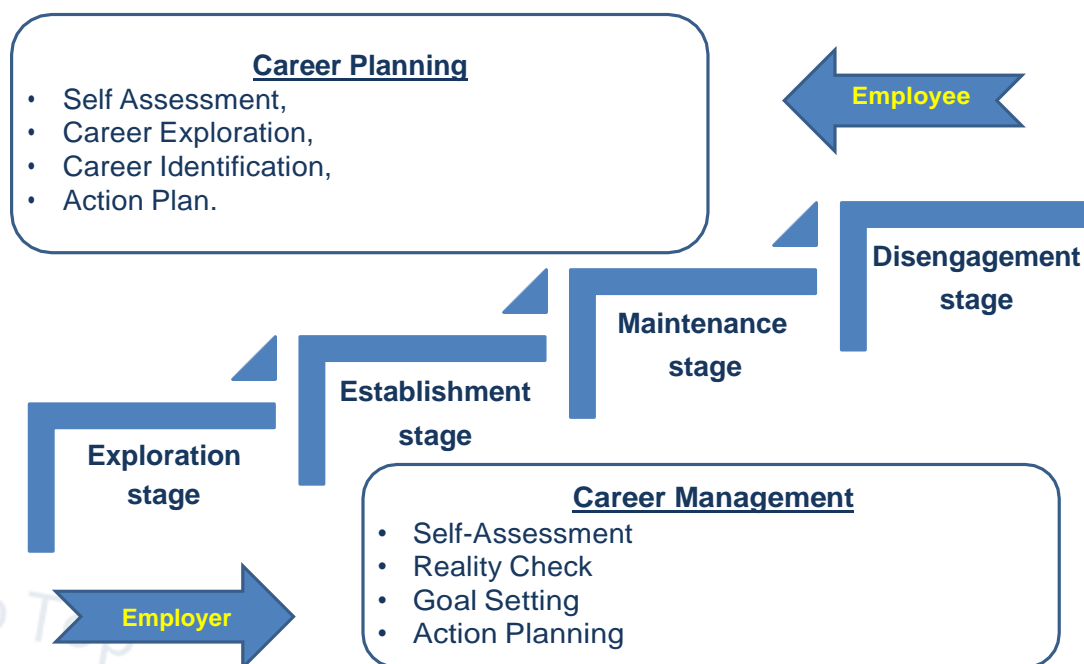 Career Planning
• Self Assessment,
• Career Exploration,
• Career Identification,
• Action Plan.
Employee
Disengagement
stage
Maintenance
stage
Establishment
stage
Exploration
stage
Career Management
• Self-Assessment
• Reality Check
• Goal Setting
• Action Planning
Employer